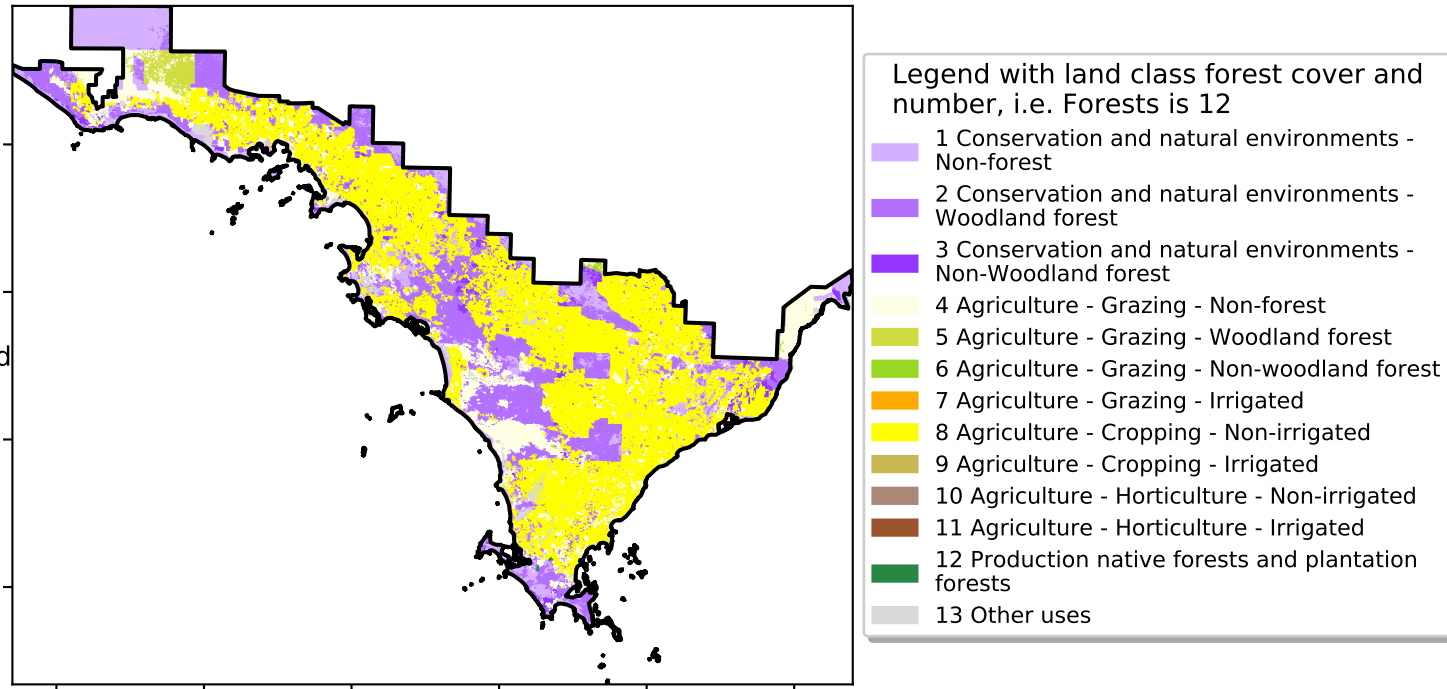 d
Legend with land class forest cover and
number, i.e. Forests is 12
1 Conservation and natural environments -
Non-forest
2 Conservation and natural environments -
Woodland forest
3 Conservation and natural environments -
Non-Woodland forest
4 Agriculture - Grazing - Non-forest
5 Agriculture - Grazing - Woodland forest
6 Agriculture - Grazing - Non-woodland forest
7 Agriculture - Grazing - Irrigated
8 Agriculture - Cropping - Non-irrigated
9 Agriculture - Cropping - Irrigated
10 Agriculture - Horticulture - Non-irrigated
11 Agriculture - Horticulture - Irrigated
12 Production native forests and plantation
forests
13 Other uses